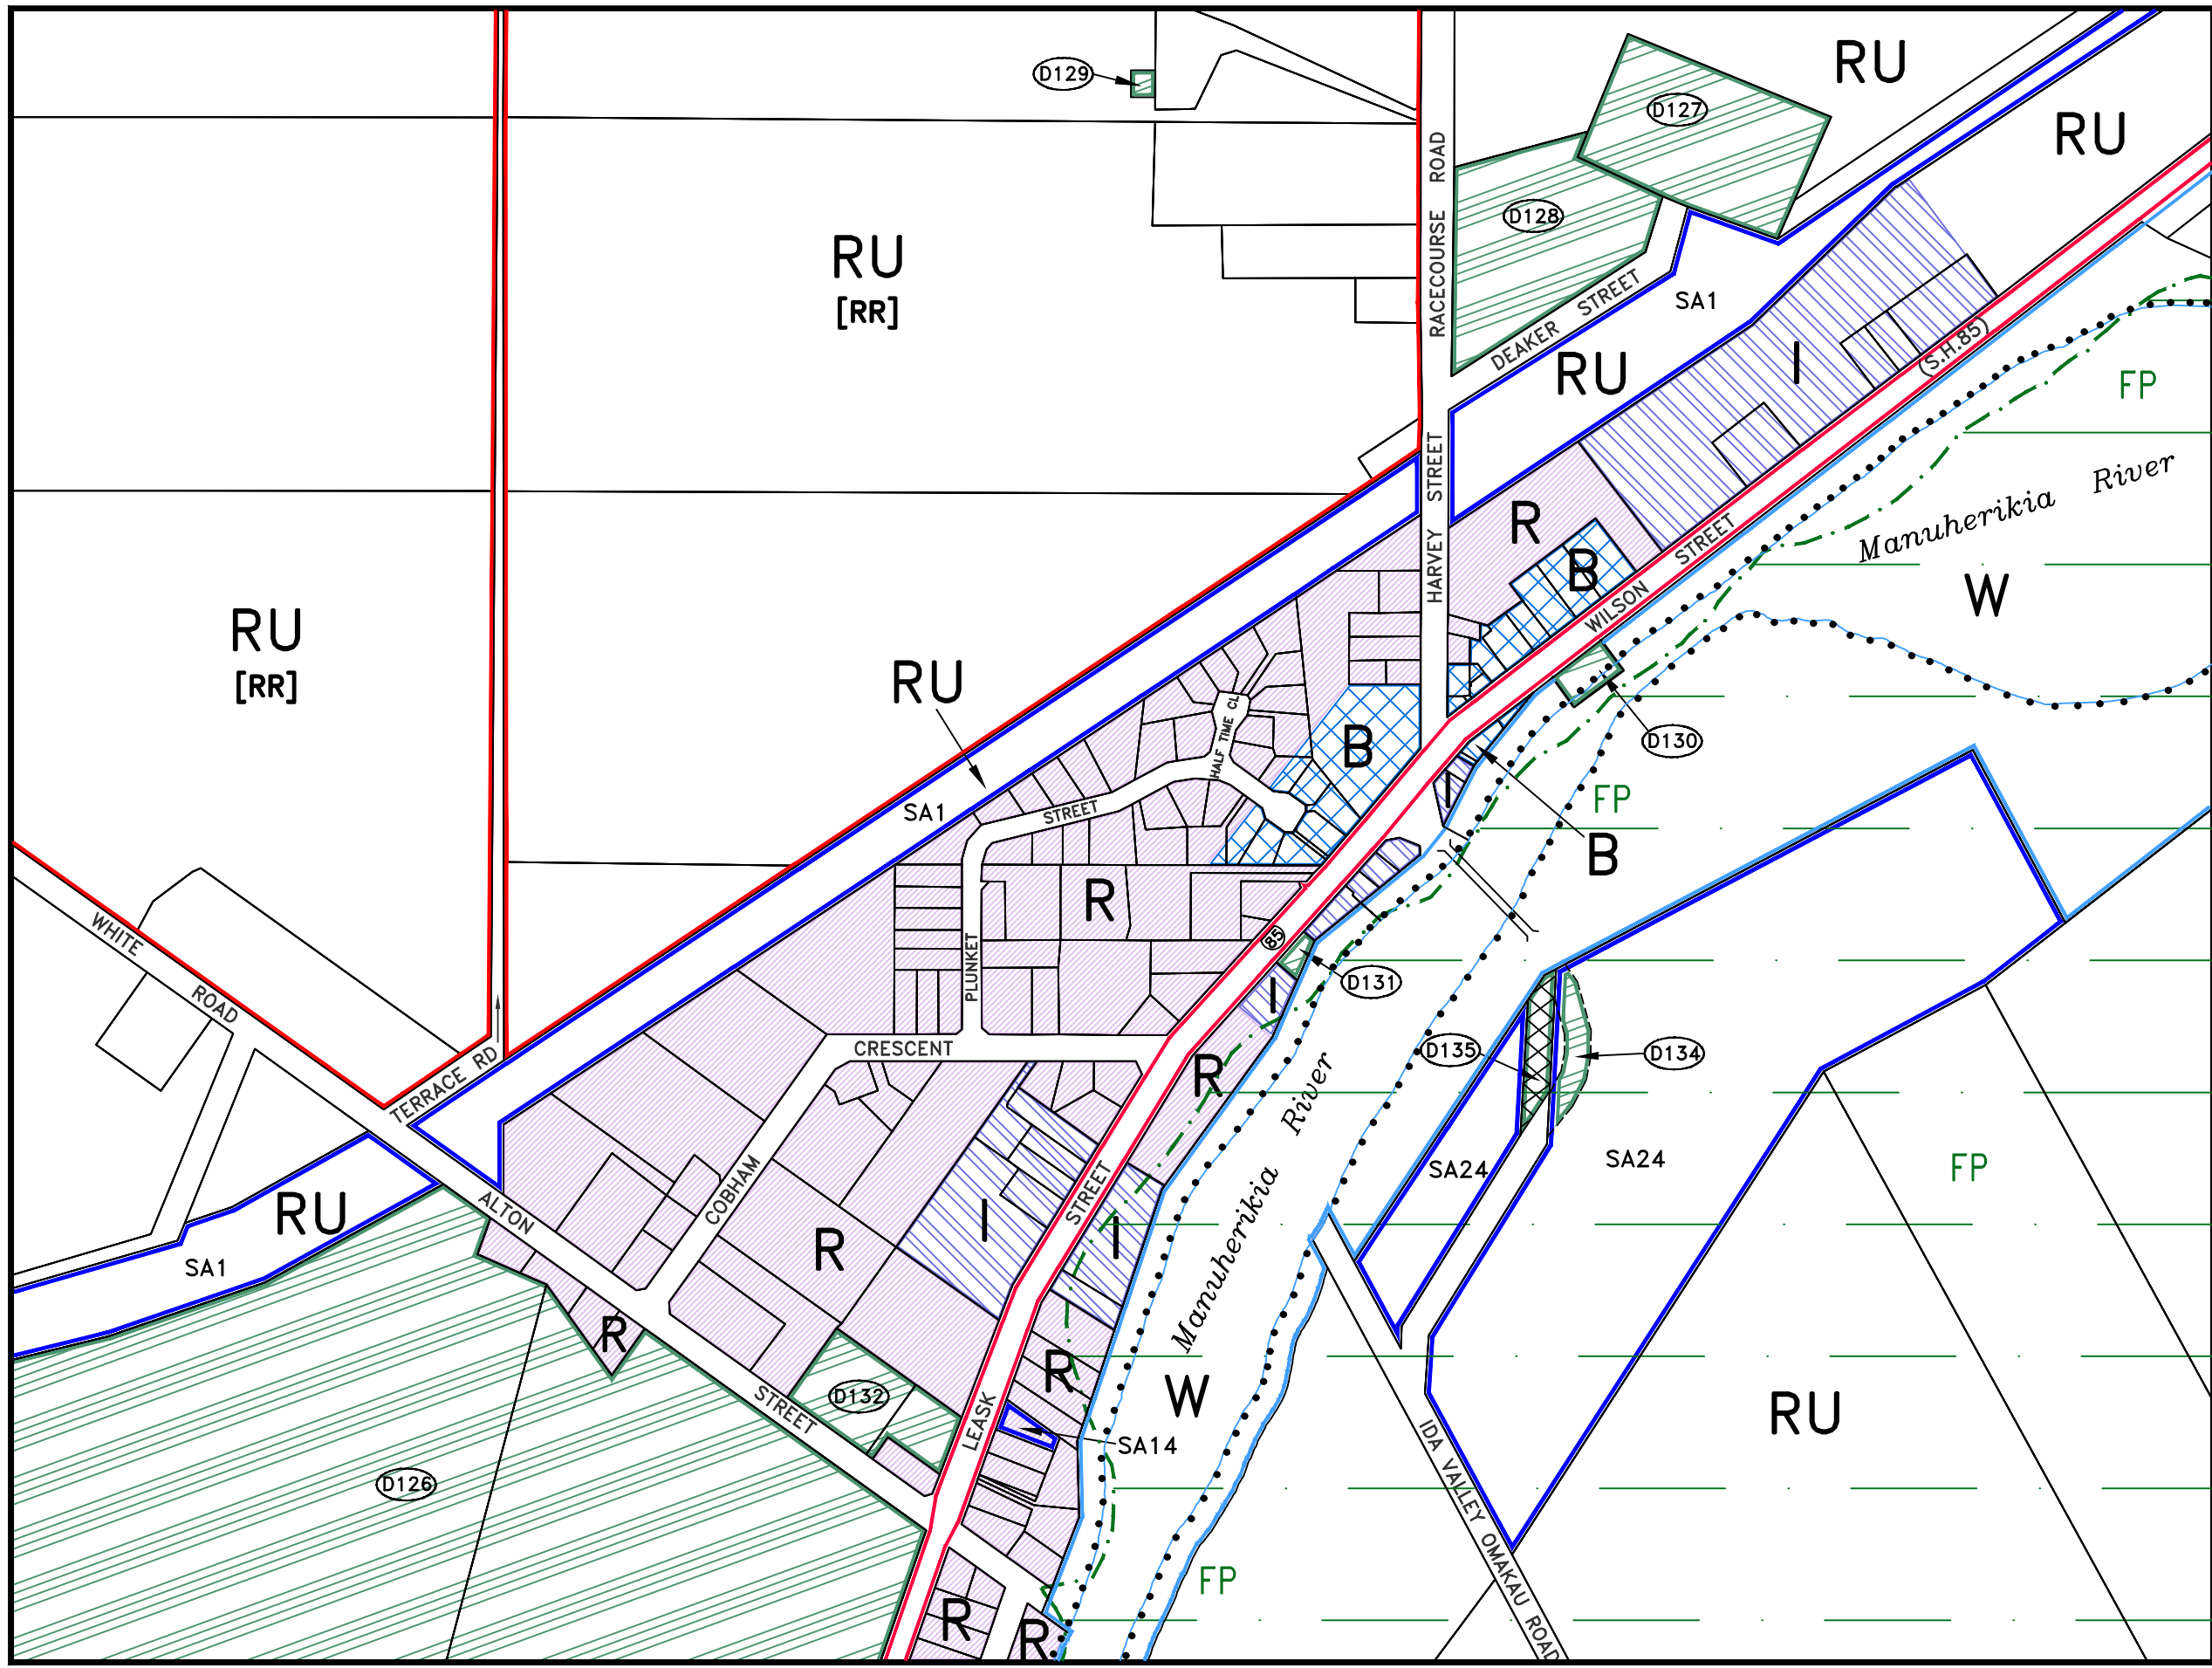 RU
D129
D127
RU
RACECOURSE ROAD
D128
RU
[RR]
SA1
DEAKER STREET
(S.H.85)
I
RU
FP
Manuherikia River
HARVEY STREET
R
B
WILSON STREET
W
RU
[RR]
RU
D130
HALF TIME CL
B
I
FP
SA1
STREET
B
R
WHITE ROAD
PLUNKET
85
D131
I
CRESCENT
TERRACE RD
R
D135
D134
River
SA24
SA24
FP
COBHAM
STREET
Manuherikia
RU
ALTON
I
I
R
SA1
R
R
D132
STREET
LEASK
W
RU
SA14
D126
IDA VALLEY OMAKAU ROAD
FP
R
R